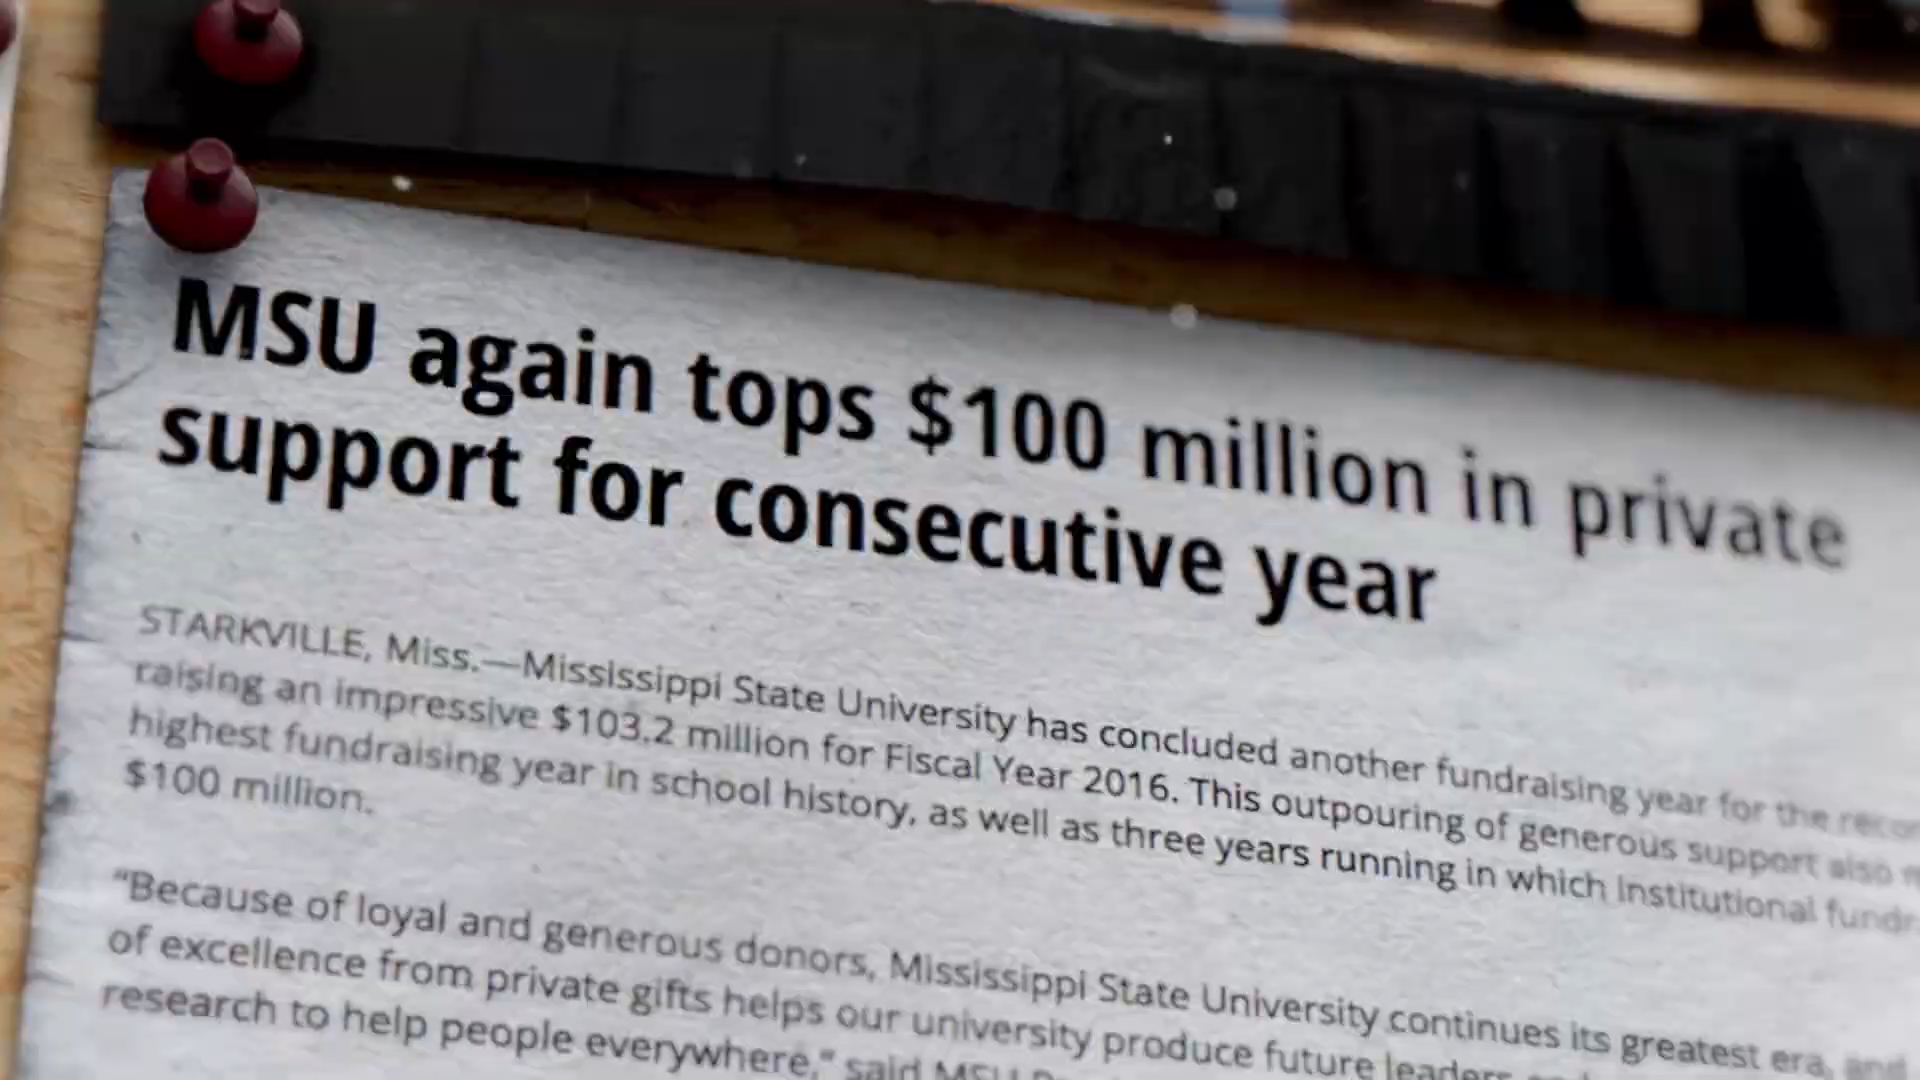 MSU again tops $100 million in private
support for consecutive year
STARKVILLE, Miss.—Mississippi State University has concluded another fundraising year for the
raising an impressive $103.2 million for Fiscal Year 2016. This outpouring of generous support also
highest fundraising year in school history, as well as three years running in which institutional
$100 million.
“Because of loyal and generous donors, Mississippi State University continues its greatest era, and
of excellence from private gifts helps our university produce future leaders
research to help people everywhere,” said MSU